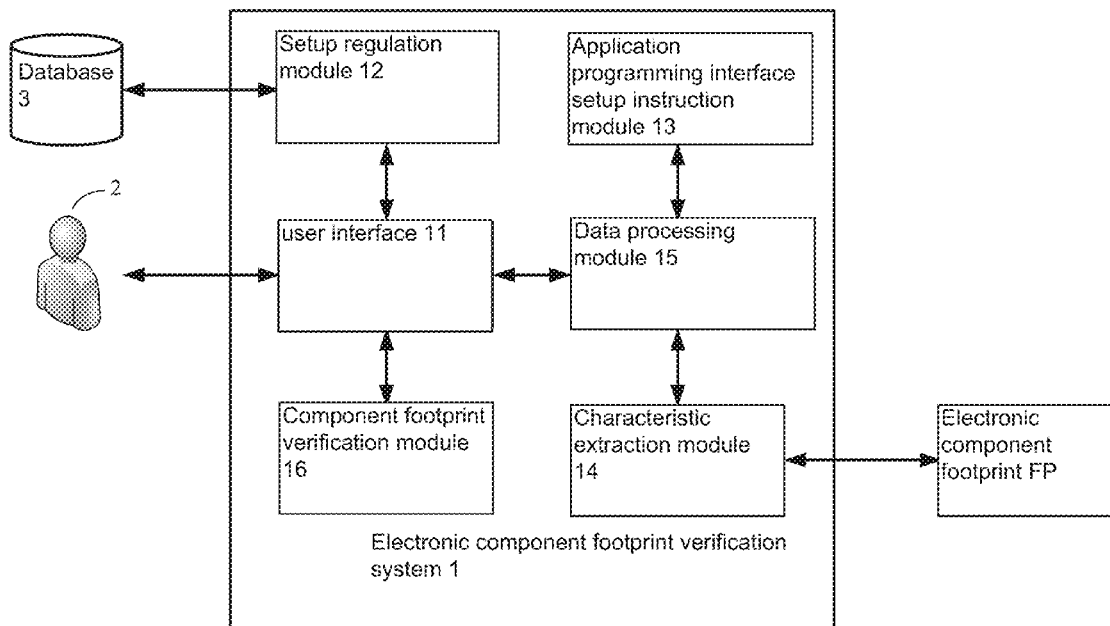 Database
3
Setup regulation
module 12
Application
programming interface
setup instruction
module 13
2
user interface 11
Data processing
module 15
Component footprint
verification module
16
Characteristic
extraction module
14
Electronic
component
footprint FP
Electronic component footprint verification
system 1